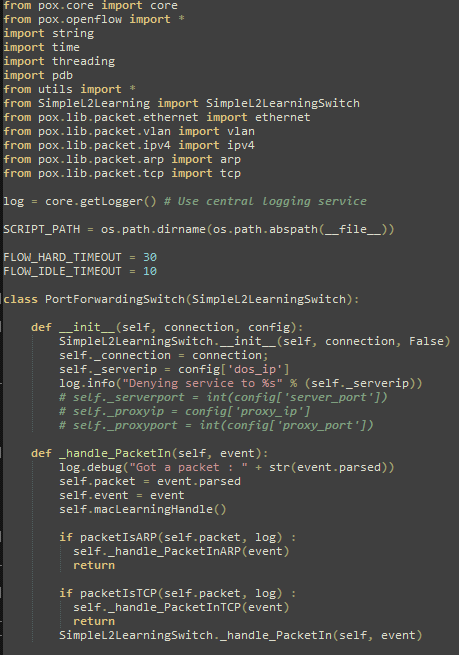 from pox.core import core
from pox.openflow import *
import string
import time
import threading
import pdb
from utils import *
from SimpleL2Learning import SimpleL2LearningSwitch
from pox.lib.packet.ethernet import ethernet
from pox.lib.packet.vlan import vlan
from pox.lib.packet.ipv4 import ipv4
from pox.lib.packet.arp import arp
from pox.lib.packet.tcp import tcp

log = core.getLogger() # Use central logging service

SCRIPT_PATH = os.path.dirname(os.path.abspath(__file__))

FLOW_HARD_TIMEOUT = 30
FLOW_IDLE_TIMEOUT = 10

class PortForwardingSwitch(SimpleL2LearningSwitch):

    def __init__(self, connection, config):
        SimpleL2LearningSwitch.__init__(self, connection, False)
        self._connection = connection;
        self._serverip = config['dos_ip']
        log.info("Denying service to %s" % (self._serverip))
        # self._serverport = int(config['server_port'])
        # self._proxyip = config['proxy_ip']
        # self._proxyport = int(config['proxy_port'])

    def _handle_PacketIn(self, event):
        log.debug("Got a packet : " + str(event.parsed))
        self.packet = event.parsed
        self.event = event
        self.macLearningHandle()

        if packetIsARP(self.packet, log) :
          self._handle_PacketInARP(event)
          return

        if packetIsTCP(self.packet, log) :
          self._handle_PacketInTCP(event)
          return
        SimpleL2LearningSwitch._handle_PacketIn(self, event)